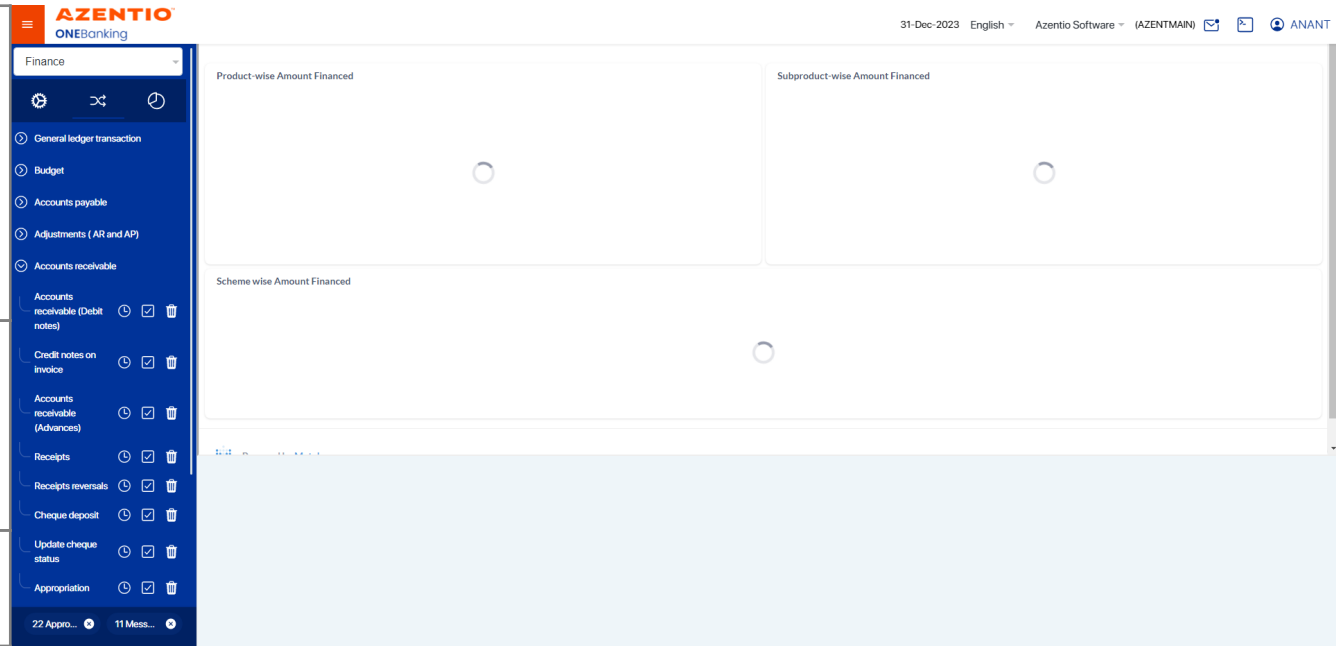 AZENTIO
ONEBanking
31-Dec-2023 English Azentio Software (AZENTMAIN) ANANT
Finance
General ledger transaction
Budget
Accounts payable
Adjustments ( AR and AP)
Accounts receivable
Accounts
receivable (Debit
notes)
Credit notes on
invoice
Accounts
receivable
(Advances)
Receipts
Receipts reversals
Cheque deposit
Update cheque
status
Appropriation
22 Appro... 11 Mess...
Product-wise Amount Financed
Subproduct-wise Amount Financed
Scheme wise Amount Financed